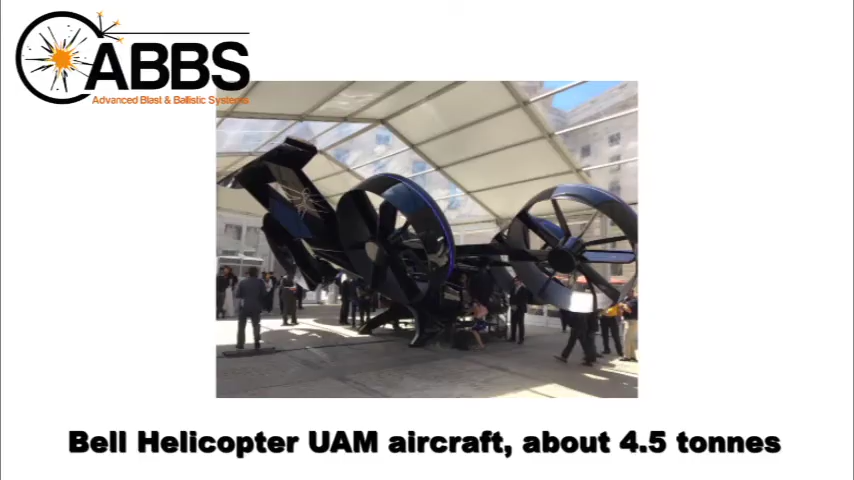 ABBS
Advanced Blast & Ballistic Systems
Bell Helicopter UAM aircraft, about 4.5 tonnes